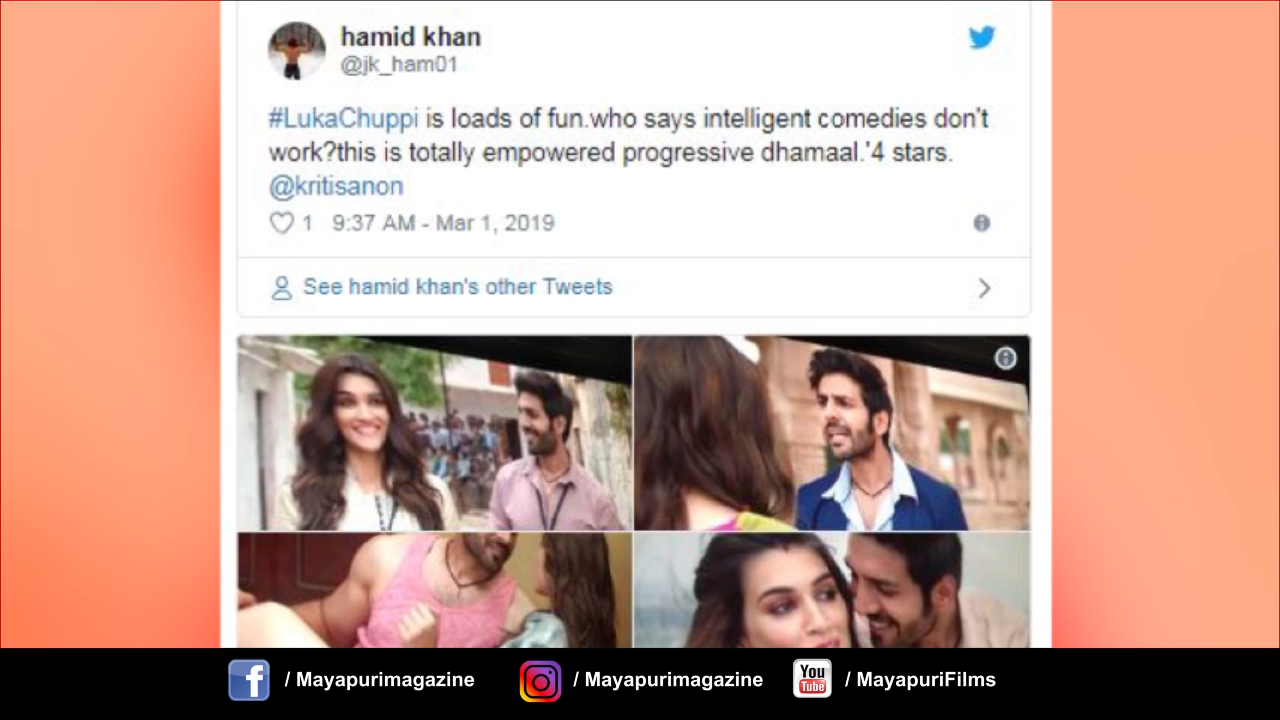 hamid khan
@jk_ham01
#LukaChuppi is loads of fun.who says intelligent comedies don't
work?this is totally empowered progressive dhamaal.'4 stars.
@kritisanon
1 9:37 AM - Mar 1, 2019
See hamid khan's other Tweets
f / Mayapurimagazine / Mayapurimagazine You Tube / MayapuriFilms